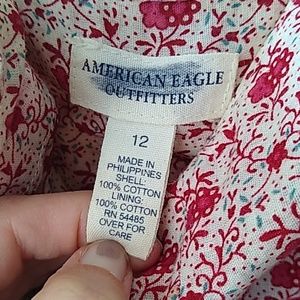 AMERICAN EAGLE
OUTFITTERS
12
MADE IN
PHILIPPINES
SHELL:
100% COTTON
LINING:
100% COTTON
RN 54485
OVER FOR
CARE